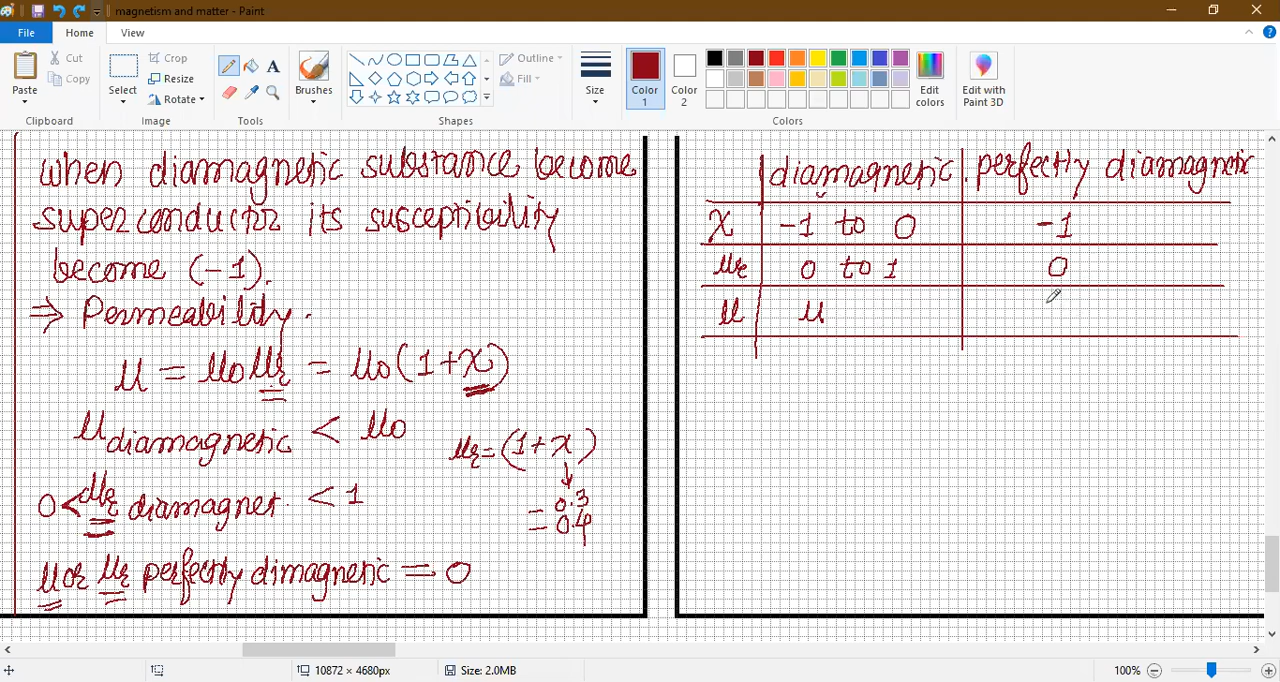 magnetism and matter - Paint
File Home View
Paste Cut Copy
Select Crop Resize Rotate
Brushes
Outline Fill
Size
Color 1 Color 2
Edit colors
Edit with Paint 3D
Clipboard Image Tools Shapes Colors
when diamagnetic substance become
superconductor its susceptibility
become (-1).
⇒ Permeability.
μ = μ0μr = μ0(1+χ)
μ diamagnetic < μ0
μr = (1+χ)
= 0.3
= 0.4
0 < μr diamagnet. < 1
μ or μr perfectly dimagnetic = 0
diamagnetic. perfectly diamagnetic
χ -1 to 0 -1
μr 0 to 1 0
μ μ
10872 × 4680px Size: 2.0MB 100%